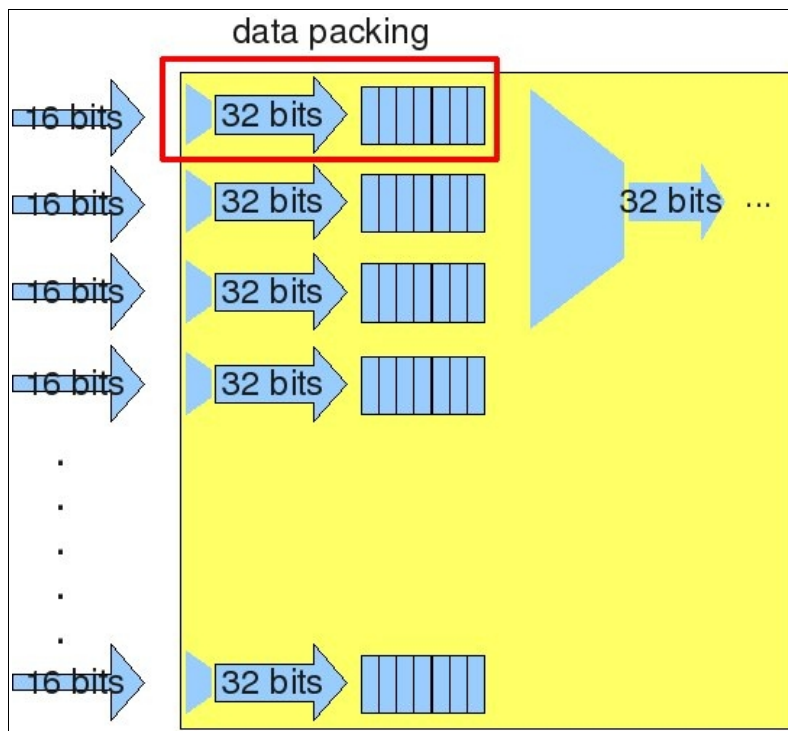 data packing
16 bits 32 bits
16 bits 32 bits 32 bits ...
16 bits 32 bits
16 bits 32 bits
.
.
.
.
.
16 bits 32 bits